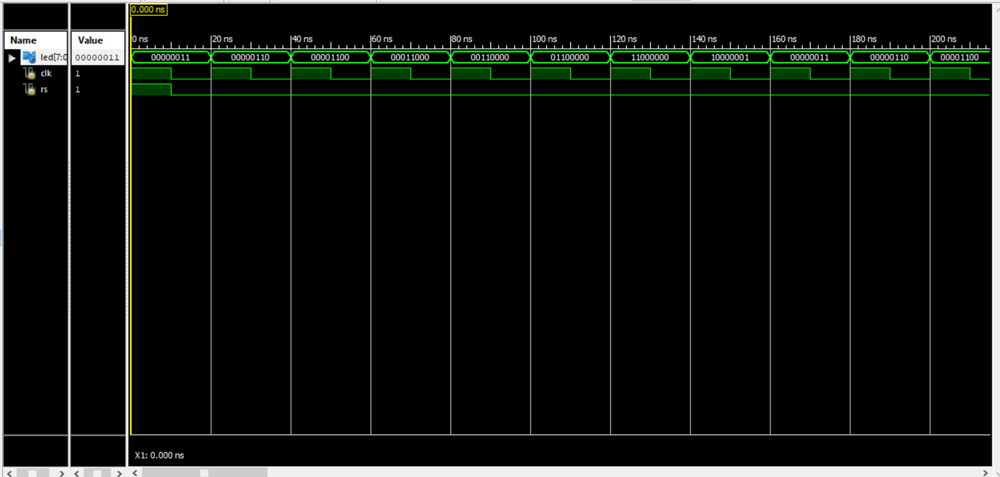 0.000 ns
Name Value 0 ns 20 ns 40 ns 60 ns 80 ns 100 ns 120 ns 140 ns 160 ns 180 ns 200 ns
led[7:0 00000011 00000011 00000110 00001100 00011000 00110000 01100000 11000000 10000001 00000011 00000110 00001100
clk 1
rs 1
X1: 0.000 ns